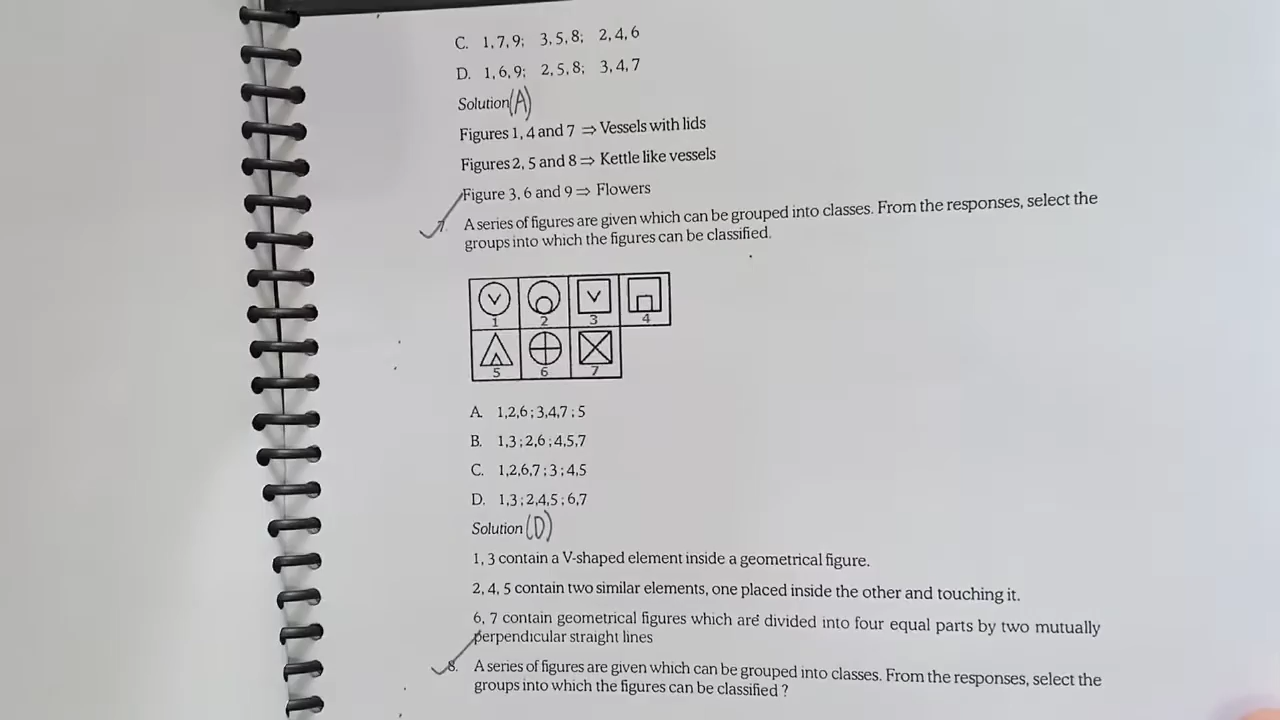 C. 1,7,9; 3,5,8; 2,4,6
D. 1,6,9; 2,5,8; 3,4,7
Solution (A)
Figures 1, 4 and 7 ⇒ Vessels with lids
Figures 2, 5 and 8 ⇒ Kettle like vessels
Figure 3, 6 and 9 ⇒ Flowers
7. A series of figures are given which can be grouped into classes. From the responses, select the
groups into which the figures can be classified.
1 2 3 4
5 6 7
A. 1,2,6 ; 3,4,7 ; 5
B. 1,3 ; 2,6 ; 4,5,7
C. 1,2,6,7 ; 3 ; 4,5
D. 1,3 ; 2,4,5 ; 6,7
Solution (D)
1, 3 contain a V-shaped element inside a geometrical figure.
2, 4, 5 contain two similar elements, one placed inside the other and touching it.
6, 7 contain geometrical figures which are divided into four equal parts by two mutually
perpendicular straight lines
8. A series of figures are given which can be grouped into classes. From the responses, select the
groups into which the figures can be classified ?